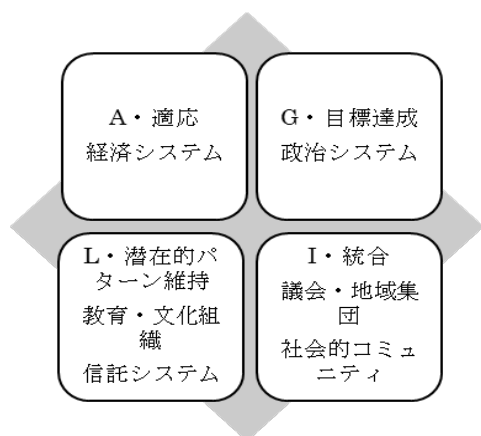 A・適応
経済システム
G・目標達成
政治システム
L・潜在的パ
ターン維持
教育・文化組
織
信託システム
I・統合
議会・地域集
団
社会的コミュ
ニティ